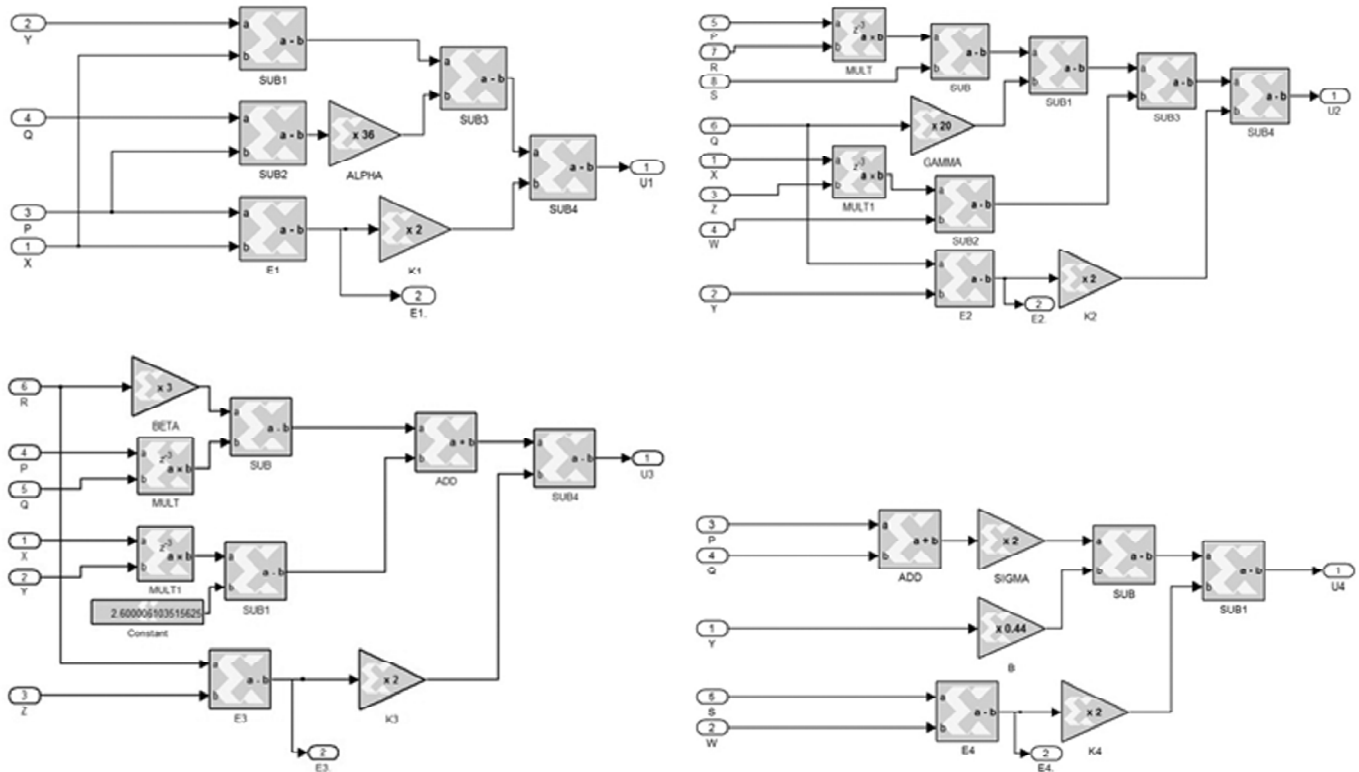 2
Y
a
b
a - b
SUB1
4
Q
a
b
a - b
SUB2
x 36
ALPHA
a
b
a - b
SUB3
a
b
a - b
SUB4
1
U1
3
P
1
X
a
b
a - b
E1
x 2
K1
2
E1.
5
P
7
R
8
S
z-3
a
b
a × b
MULT
a
b
a - b
SUB
a
b
a - b
SUB1
a
b
a - b
SUB3
a
b
a - b
SUB4
1
U2
6
Q
x 20
GAMMA
1
X
3
Z
4
W
z-3
a
b
a × b
MULT1
a
b
a - b
SUB2
2
Y
a
b
a - b
E2
2
E2.
x 2
K2
6
R
x 3
BETA
4
P
5
Q
z-3
a
b
a × b
MULT
a
b
a - b
SUB
a
b
a + b
ADD
a
b
a - b
SUB4
1
U3
1
X
2
Y
z-3
a
b
a × b
MULT1
a
b
a - b
SUB1
2.600006103515625
Constant
3
Z
a
b
a - b
E3
x 2
K3
2
E3.
3
P
4
Q
a
b
a + b
ADD
x 2
SIGMA
a
b
a - b
SUB
a
b
a - b
SUB1
1
U4
1
Y
x 0.44
B
S
2
W
a
b
a - b
E4
x 2
K4
2
E4.